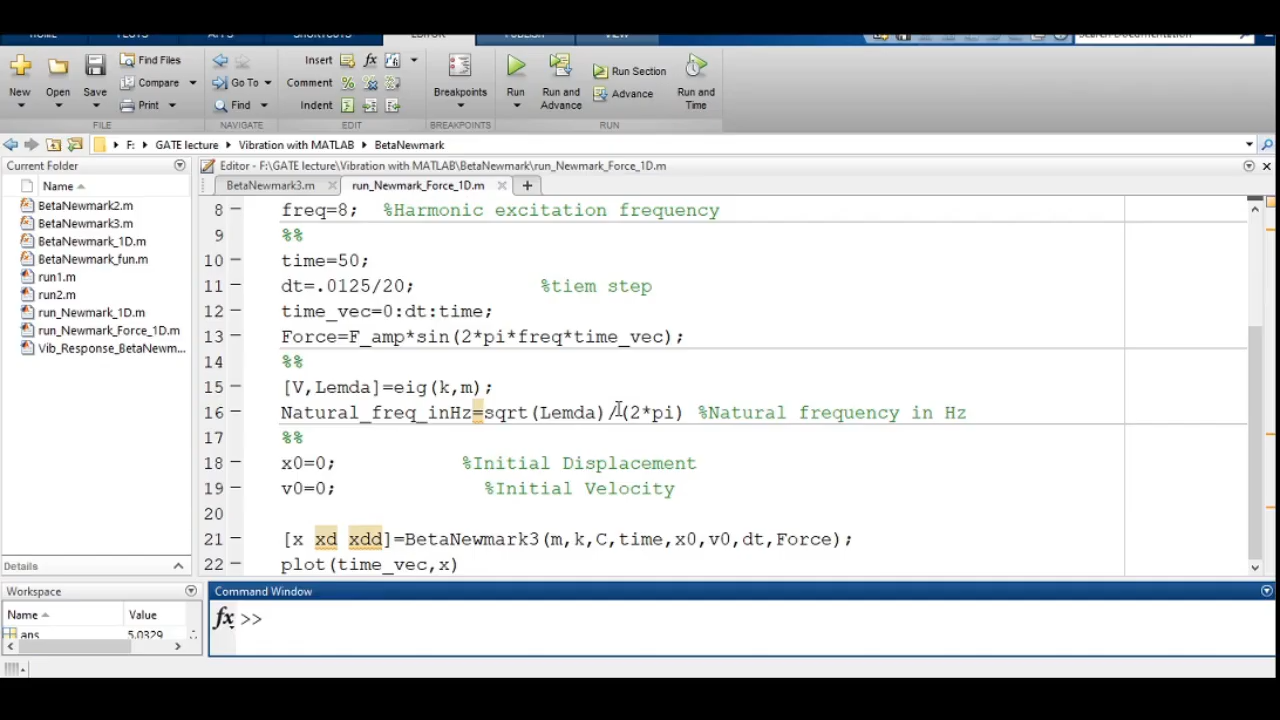 HOME PLOTS APPS SHORTCUTS EDITOR PUBLISH VIEW Search Documentation
New Open Save Find Files Compare Print
FILE
Go To Find
NAVIGATE
Insert fx
Comment %
Indent
EDIT
Breakpoints
BREAKPOINTS
Run Run and Advance Run Section Advance Run and Time
RUN
F: GATE lecture Vibration with MATLAB BetaNewmark
Current Folder
Name
BetaNewmark2.m
BetaNewmark3.m
BetaNewmark_1D.m
BetaNewmark_fun.m
run1.m
run2.m
run_Newmark_1D.m
run_Newmark_Force_1D.m
Vib_Response_BetaNewm...
Details
Workspace
Name Value
ans 5.0329
Editor - F:\GATE lecture\Vibration with MATLAB\BetaNewmark\run_Newmark_Force_1D.m
BetaNewmark3.m run_Newmark_Force_1D.m
8 – freq=8; %Harmonic excitation frequency
9 %%
10 – time=50;
11 – dt=.0125/20; %tiem step
12 – time_vec=0:dt:time;
13 – Force=F_amp*sin(2*pi*freq*time_vec);
14 %%
15 – [V,Lemda]=eig(k,m);
16 – Natural_freq_inHz=sqrt(Lemda)/(2*pi) %Natural frequency in Hz
17 %%
18 – x0=0; %Initial Displacement
19 – v0=0; %Initial Velocity
20
21 – [x xd xdd]=BetaNewmark3(m,k,C,time,x0,v0,dt,Force);
22 – plot(time_vec,x)
Command Window
fx >>